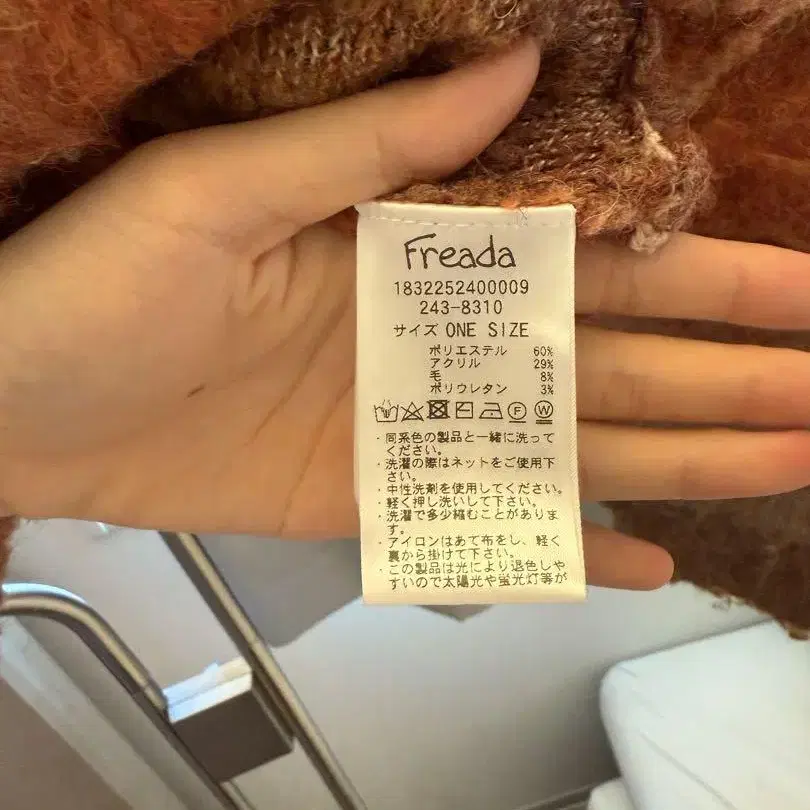 Freada
1832252400009
243-8310
サイズ ONE SIZE
ポリエステル 60%
アクリル 29%
毛 8%
ポリウレタン 3%
F W
・同系色の製品と一緒に洗って
ください。
・洗濯の際はネットをご使用下
さい。
・中性洗剤を使用してください。
・軽く押し洗いして下さい。
・洗濯で多少縮むことがありま
す。
・アイロンはあて布をし、軽く
裏から掛けて下さい。
・この製品は光により退色しや
すいので太陽光や蛍光灯等が